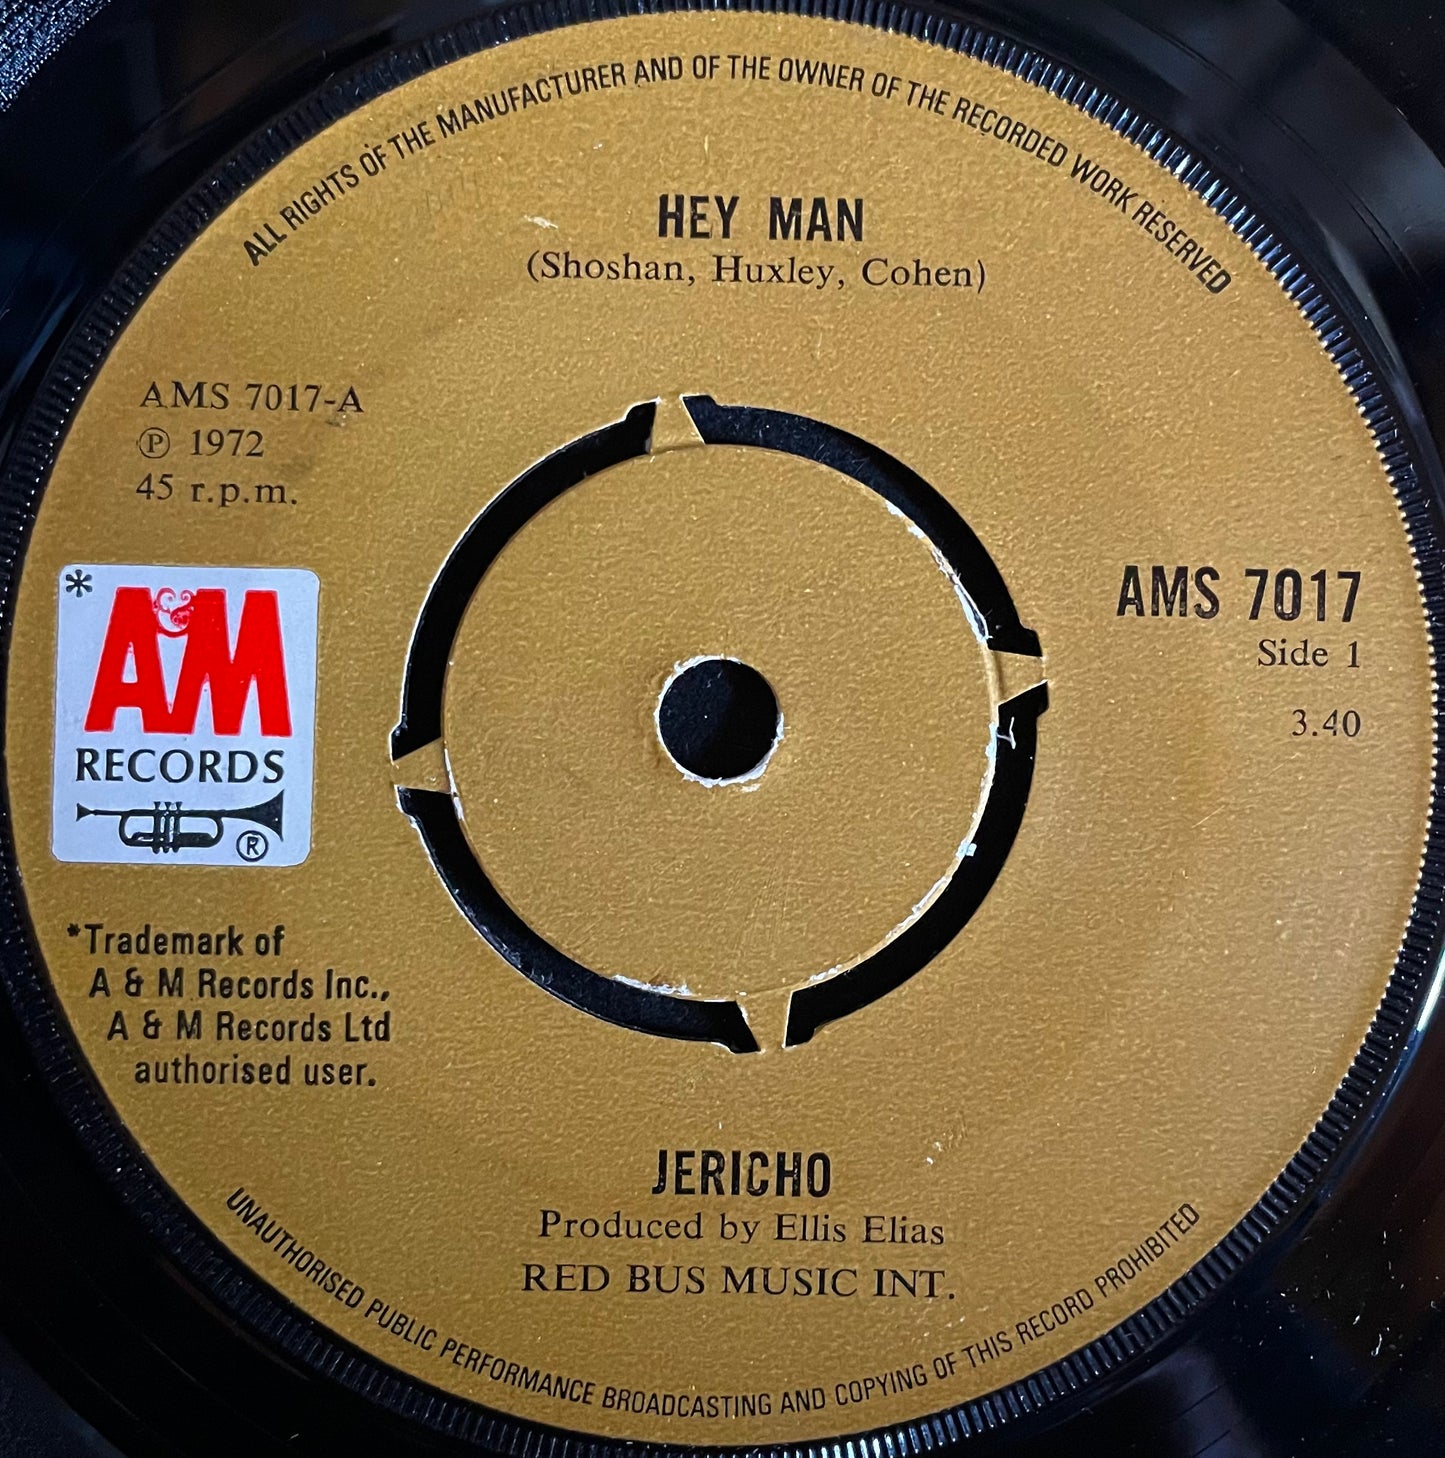 ALL RIGHTS OF THE MANUFACTURER AND OF THE OWNER OF THE RECORDED WORK RESERVED
HEY MAN
(Shoshan, Huxley, Cohen)
AMS 7017-A
Ⓟ 1972
45 r.p.m.
AMS 7017
Side 1
3.40
*
A&M
RECORDS
®
*Trademark of
A & M Records Inc.,
A & M Records Ltd
authorised user.
JERICHO
Produced by Ellis Elias
RED BUS MUSIC INT.
UNAUTHORISED PUBLIC PERFORMANCE BROADCASTING AND COPYING OF THIS RECORD PROHIBITED